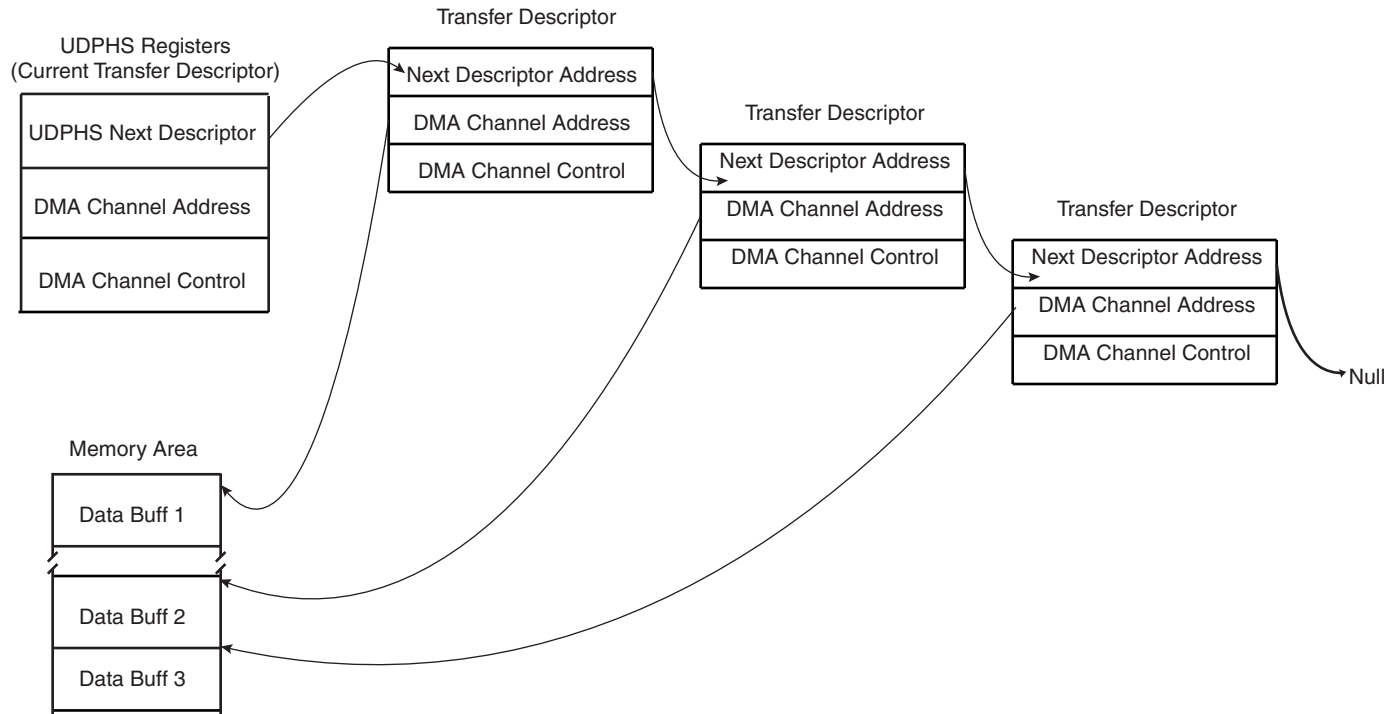 UDPHS Registers
(Current Transfer Descriptor)
UDPHS Next Descriptor
DMA Channel Address
DMA Channel Control
Transfer Descriptor
Next Descriptor Address
DMA Channel Address
DMA Channel Control
Transfer Descriptor
Next Descriptor Address
DMA Channel Address
DMA Channel Control
Transfer Descriptor
Next Descriptor Address
DMA Channel Address
DMA Channel Control
Null
Memory Area
Data Buff 1
Data Buff 2
Data Buff 3